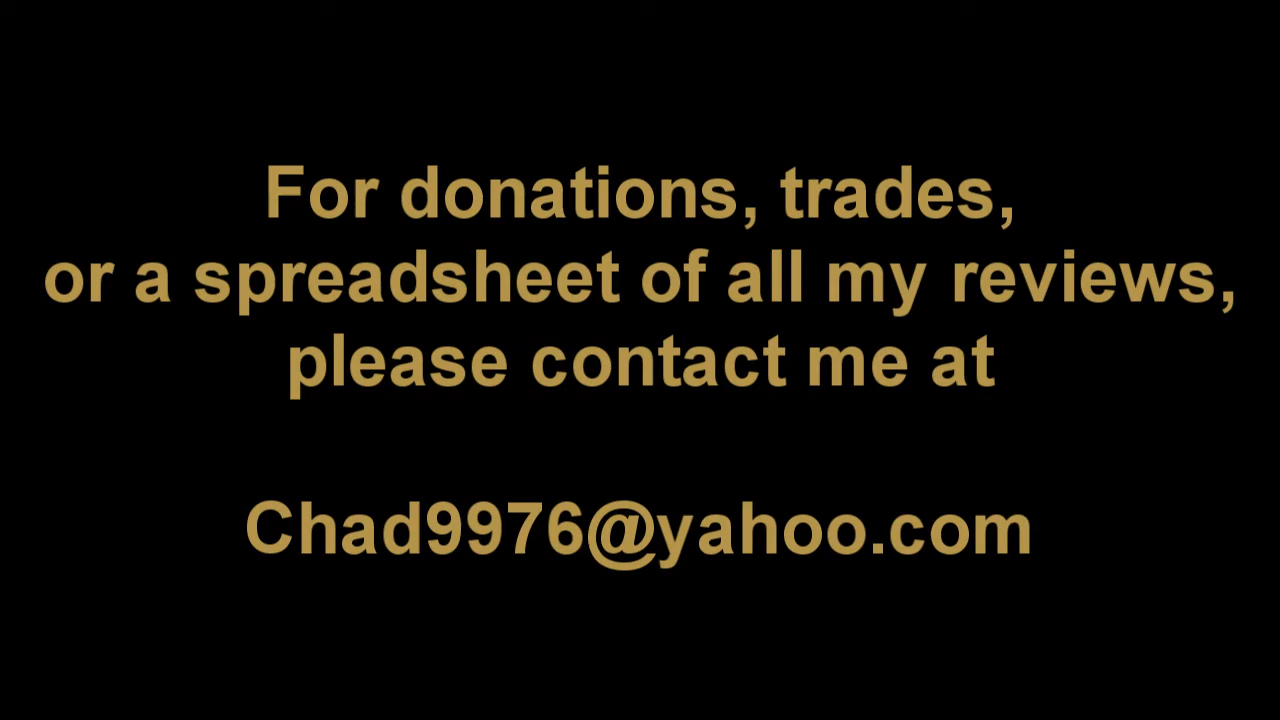 For donations, trades,
or a spreadsheet of all my reviews,
please contact me at
Chad9976@yahoo.com